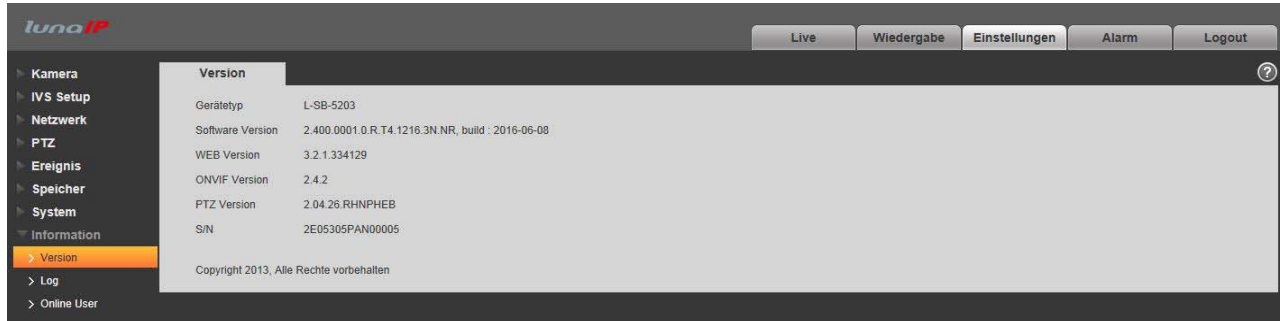 lunaIP
Live Wiedergabe Einstellungen Alarm Logout
Kamera
IVS Setup
Netzwerk
PTZ
Ereignis
Speicher
System
Information
> Version
> Log
> Online User
Version
?
Gerätetyp L-SB-5203
Software Version 2.400.0001.0.R.T4.1216.3N.NR, build : 2016-06-08
WEB Version 3.2.1.334129
ONVIF Version 2.4.2
PTZ Version 2.04.26.RHNPHEB
S/N 2E05305PAN00005
Copyright 2013, Alle Rechte vorbehalten